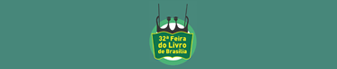 32ª Feira
do Livro
de Brasília